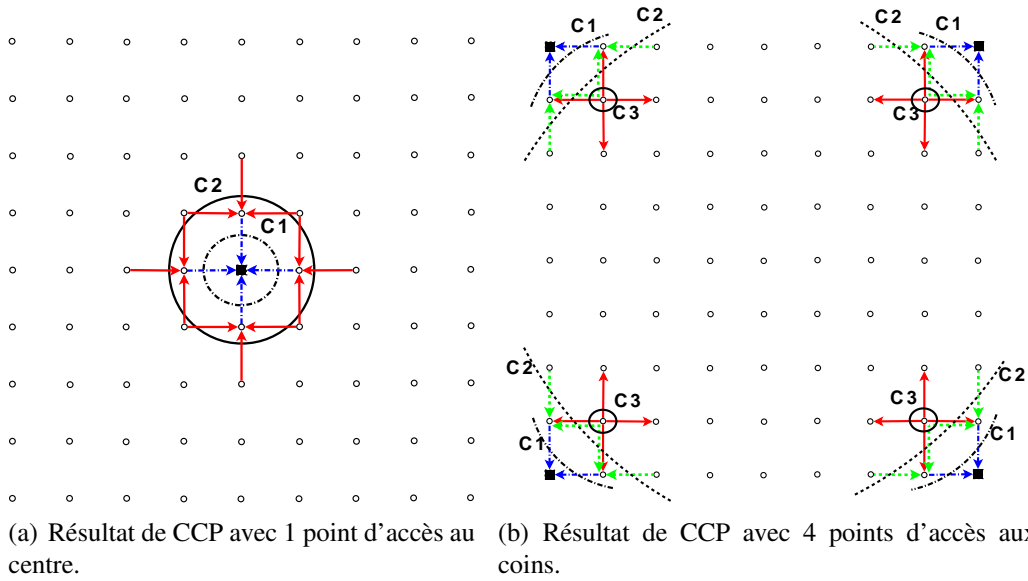 C2
C1
C1
C2
C3
C2
C1
C3
C2
C3
C1
C3
C2
C1
(a) Résultat de CCP avec 1 point d'accès au
centre.
(b) Résultat de CCP avec 4 points d'accès aux
coins.